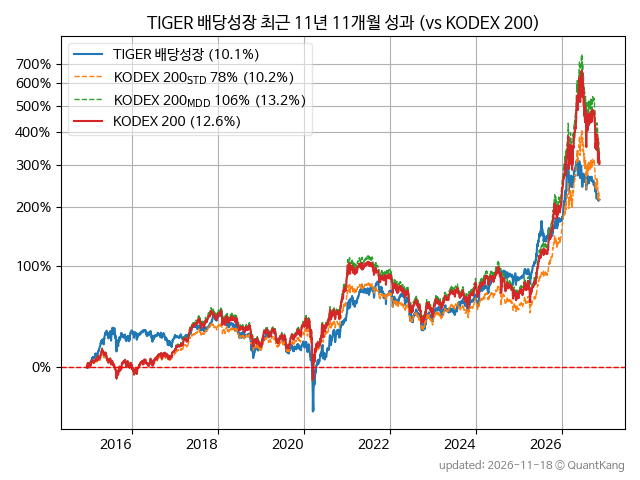 TIGER 배당성장 최근 11년 11개월 성과 (vs KODEX 200)
TIGER 배당성장 (10.1%)
KODEX 200STD 78% (10.2%)
KODEX 200MDD 106% (13.2%)
KODEX 200 (12.6%)
700%
600%
500%
400%
300%
200%
100%
0%
2016 2018 2020 2022 2024 2026
updated: 2026-11-18 © QuantKang